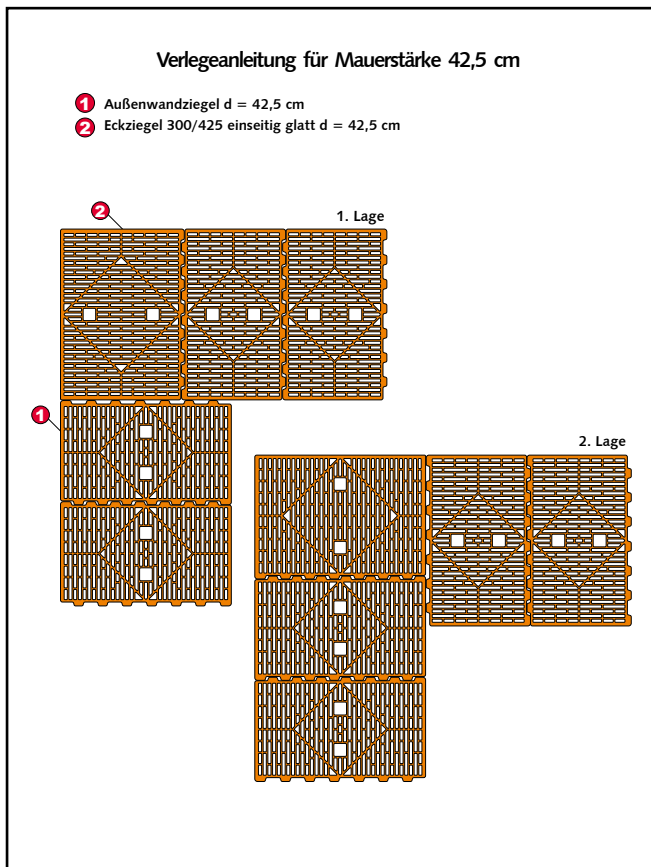 Verlegeanleitung für Mauerstärke 42,5 cm
1 Außenwandziegel d = 42,5 cm
2 Eckziegel 300/425 einseitig glatt d = 42,5 cm
2
1. Lage
1
2. Lage